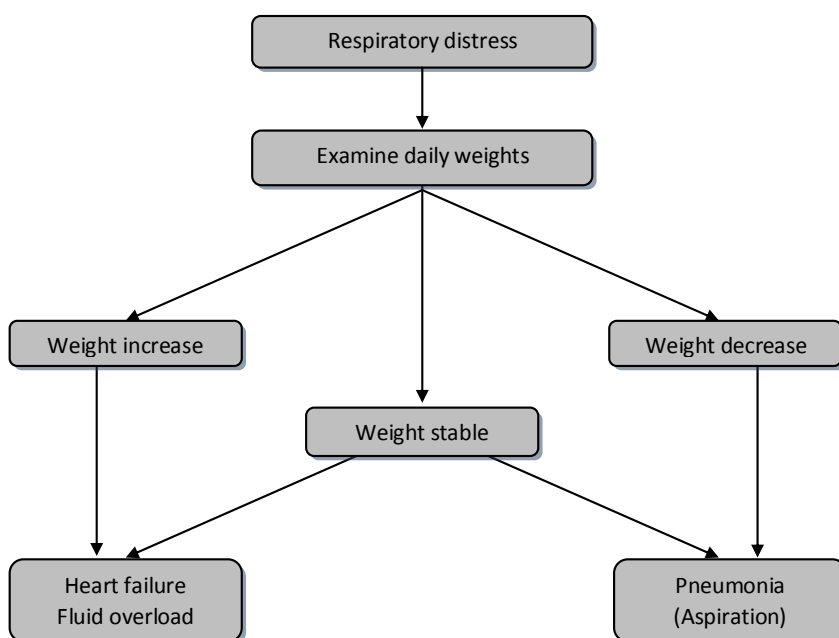 Respiratory distress
Examine daily weights
Weight increase
Weight decrease
Weight stable
Heart failure
Fluid overload
Pneumonia
(Aspiration)